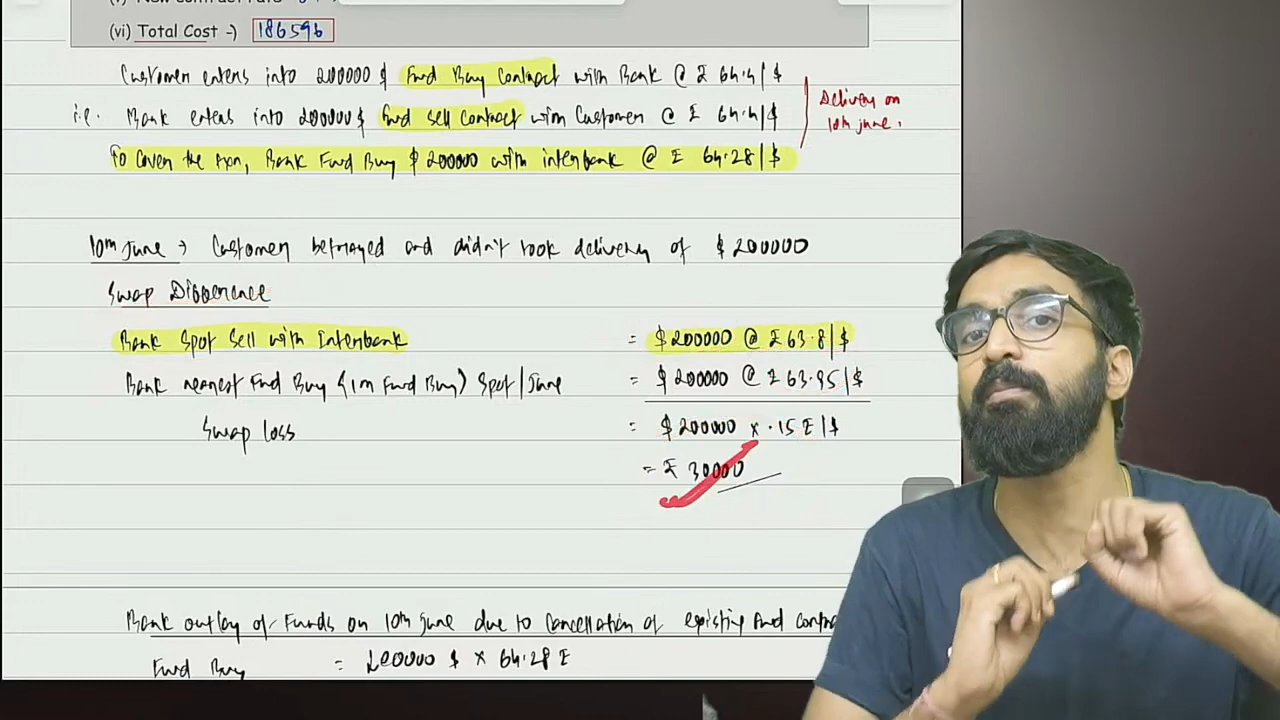 (vi) Total Cost -) 186596
Customer enters into 200000 $ Fwd Buy Contract with Bank @ ₹ 64.4/$
i.e. Bank enters into 200000 $ Fwd Sell Contract with Customer @ ₹ 64.4/$
Delivery on
10th June.
To cover the Bank Fwd Buy $ 200000 with interbank @ ₹ 64.28/$
10th June → Customer betrayed and didn't took delivery of $ 200000
Swap Difference
Bank Spot Sell with Interbank = $ 200000 @ ₹ 63.8/$
Bank nearest Fwd Buy (1m Fwd Buy) Spot/June = $ 200000 @ ₹ 63.95/$
Swap loss = $ 200000 x .15 ₹/$
= ₹ 30000
Bank outlay of Funds on 10th June due to Cancellation of existing Fwd
Fwd Buy = 200000 $ x 64.28 ₹